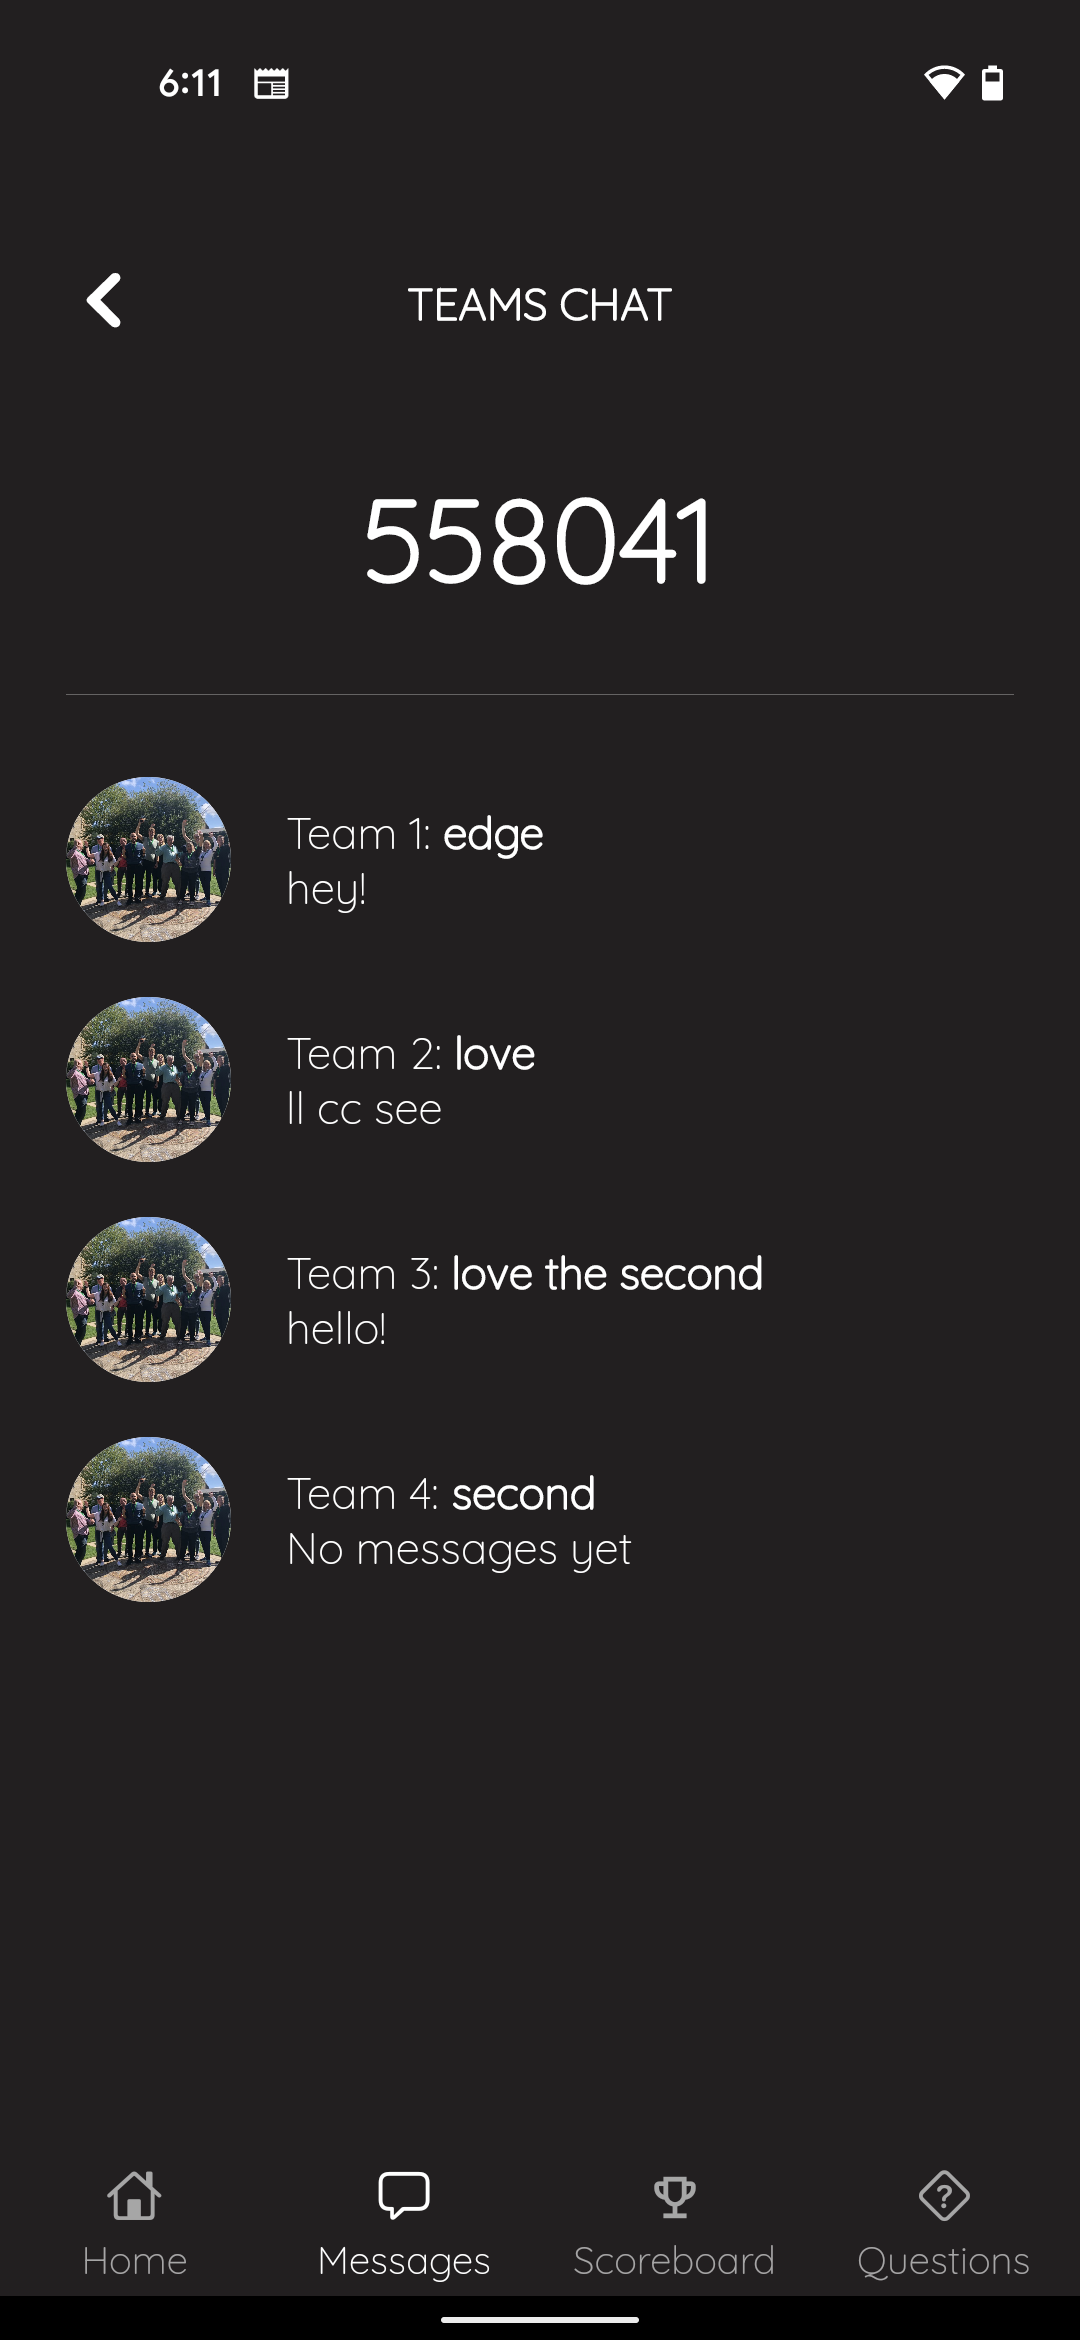 6:11
TEAMS CHAT
558041
Team 1: edge
hey!
Team 2: love
ll cc see
Team 3: love the second
hello!
Team 4: second
No messages yet
Home
Messages
Scoreboard
Questions